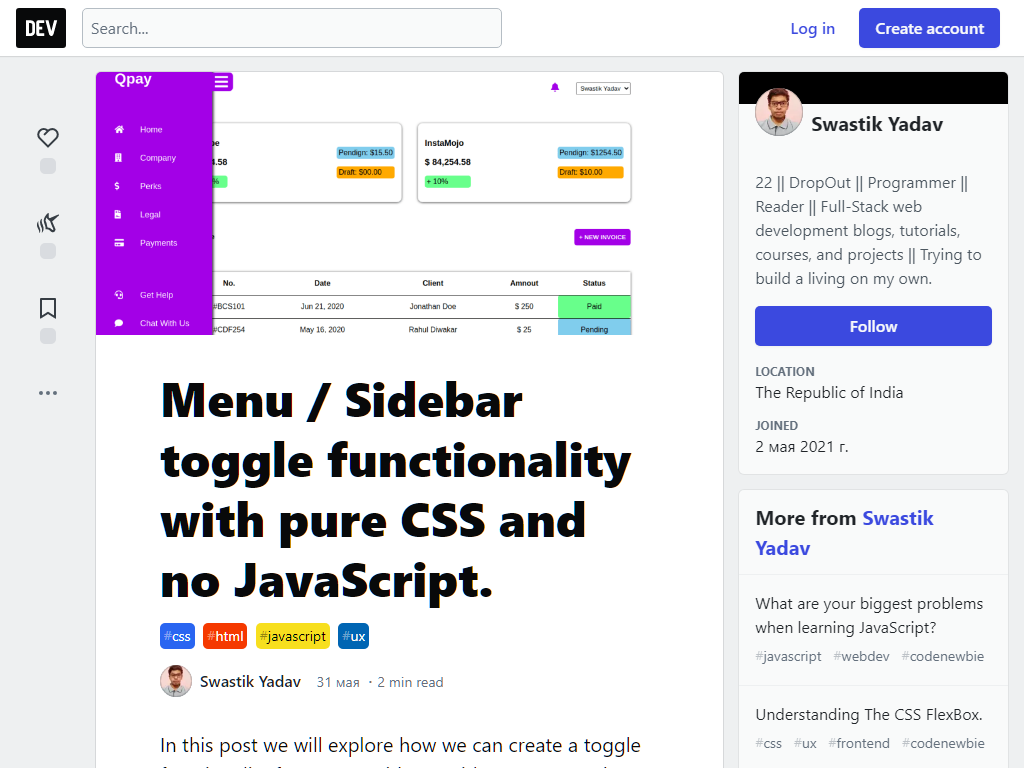 DEV
Search...
Log in
Create account
Qpay
Home
Company
Perks
Legal
Payments
Get Help
Chat With Us
Swastik Yadav
Pendign: $15.50
Draft: $00.00
InstaMojo
$ 84,254.58
+ 10%
Pendign: $1254.50
Draft: $10.00
+ NEW INVOICE
No. Date Client Amnout Status
#BCS101 Jun 21, 2020 Jonathan Doe $ 250 Paid
#CDF254 May 16, 2020 Rahul Diwakar $ 25 Pending
Menu / Sidebar
toggle functionality
with pure CSS and
no JavaScript.
#css #html #javascript #ux
Swastik Yadav 31 мая ・2 min read
In this post we will explore how we can create a toggle
Swastik Yadav
22 || DropOut || Programmer ||
Reader || Full-Stack web
development blogs, tutorials,
courses, and projects || Trying to
build a living on my own.
Follow
LOCATION
The Republic of India
JOINED
2 мая 2021 г.
More from Swastik
Yadav
What are your biggest problems
when learning JavaScript?
#javascript #webdev #codenewbie
Understanding The CSS FlexBox.
#css #ux #frontend #codenewbie